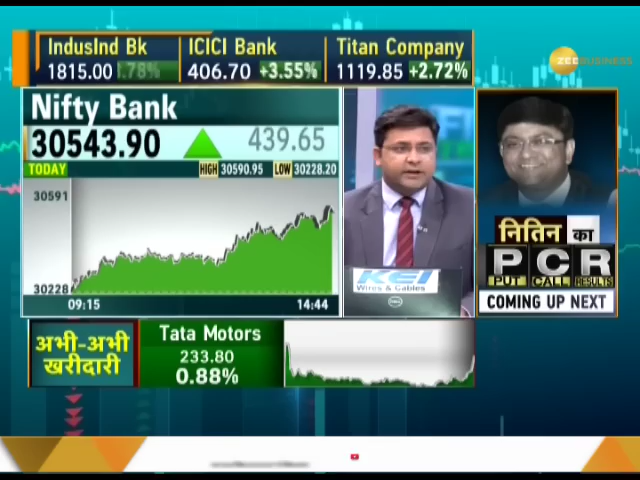 IndusInd Bk
1815.00
ICICI Bank
406.70 +3.55%
Titan Company
1119.85 +2.72%
ZEE BUSINESS
Nifty Bank
30543.90 439.65
TODAY HIGH 30590.95 LOW 30228.20
30591
30228
09:15 14:44
KEI
Wires & Cables
DELL
नितिन का
PCR
PUT CALL RESULTS
COMING UP NEXT
अभी-अभी
खरीदारी
Tata Motors
233.80
0.88%